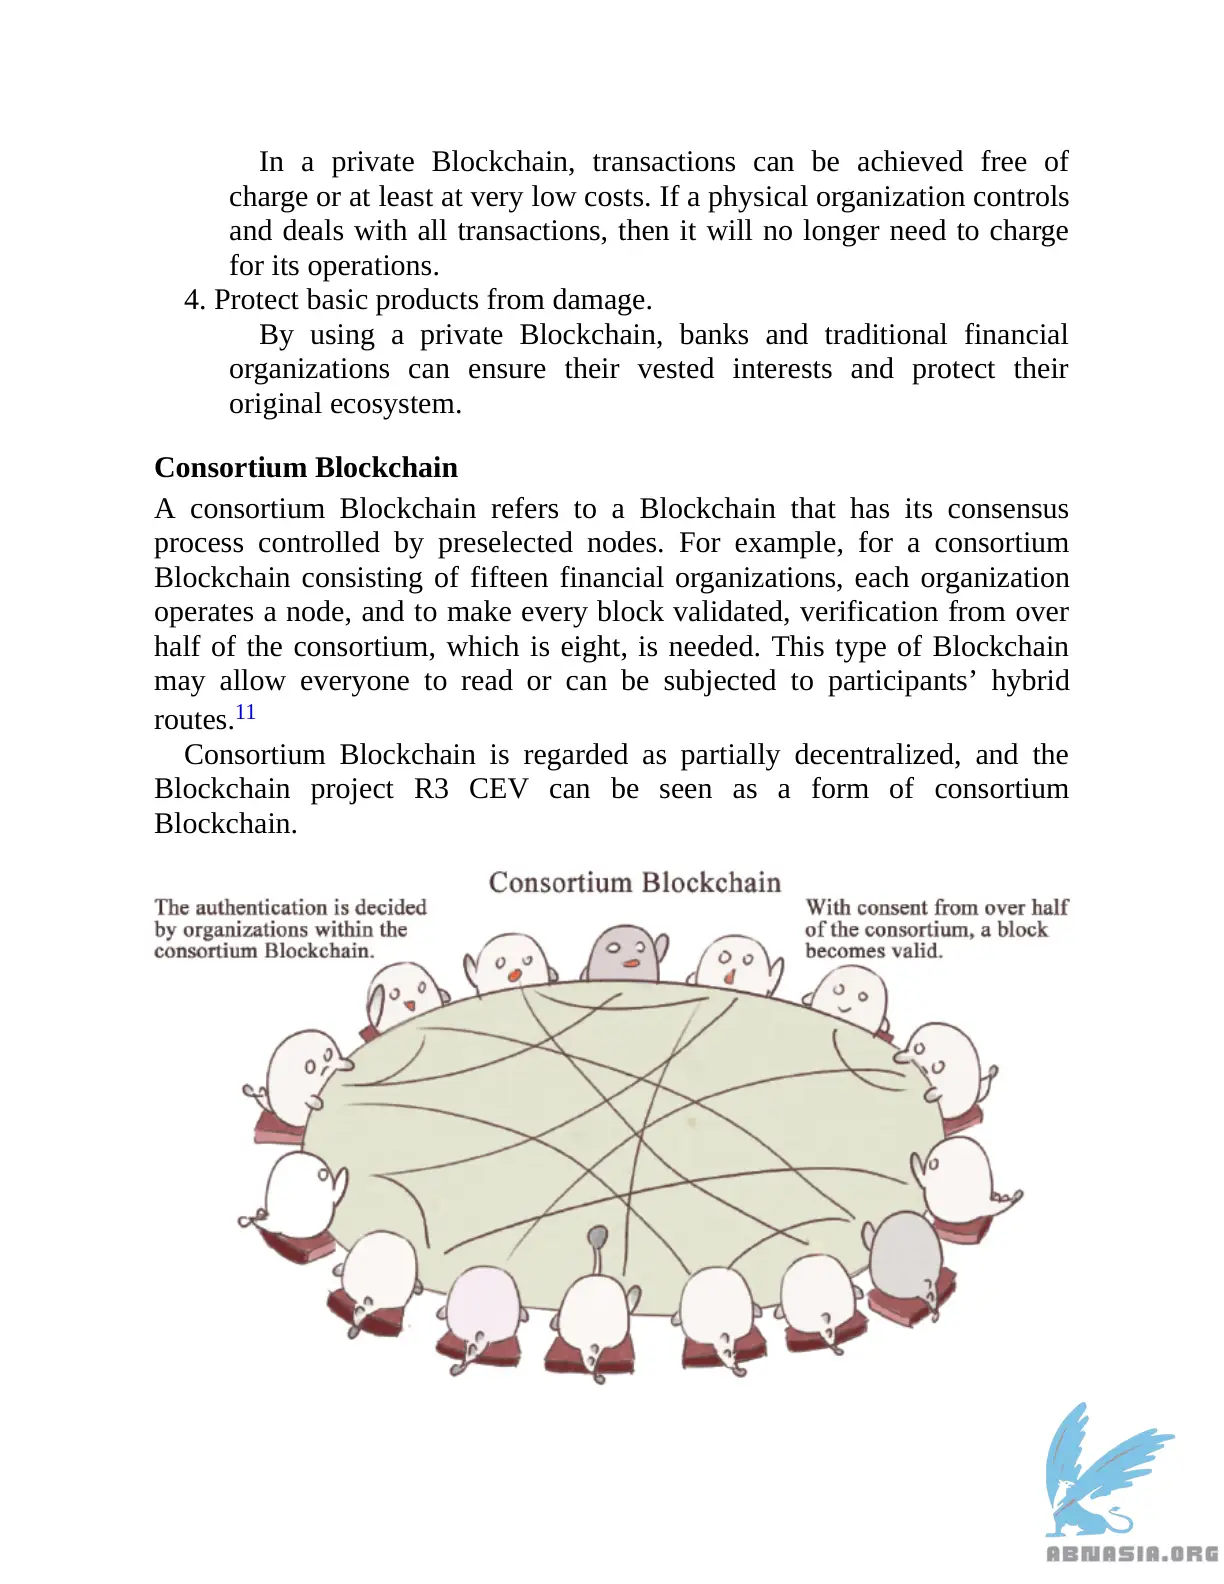 In a private Blockchain, transactions can be achieved free of
charge or at least at very low costs. If a physical organization controls
and deals with all transactions, then it will no longer need to charge
for its operations.
4. Protect basic products from damage.
By using a private Blockchain, banks and traditional financial
organizations can ensure their vested interests and protect their
original ecosystem.
Consortium Blockchain
A consortium Blockchain refers to a Blockchain that has its consensus
process controlled by preselected nodes. For example, for a consortium
Blockchain consisting of fifteen financial organizations, each organization
operates a node, and to make every block validated, verification from over
half of the consortium, which is eight, is needed. This type of Blockchain
may allow everyone to read or can be subjected to participants’ hybrid
routes.11
Consortium Blockchain is regarded as partially decentralized, and the
Blockchain project R3 CEV can be seen as a form of consortium
Blockchain.
Consortium Blockchain
The authentication is decided
by organizations within the
consortium Blockchain.
With consent from over half
of the consortium, a block
becomes valid.
ABNASIA.ORG